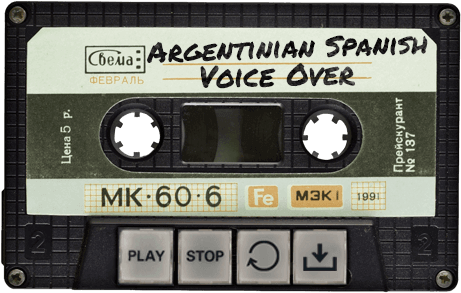 Argentinian Spanish
Voice Over
Свема
ФЕВРАЛЬ
Цена 5 р.
Прейскурант
№ 137
МК·60·6
Fe
МЭК I
1991
2
2
PLAY
STOP